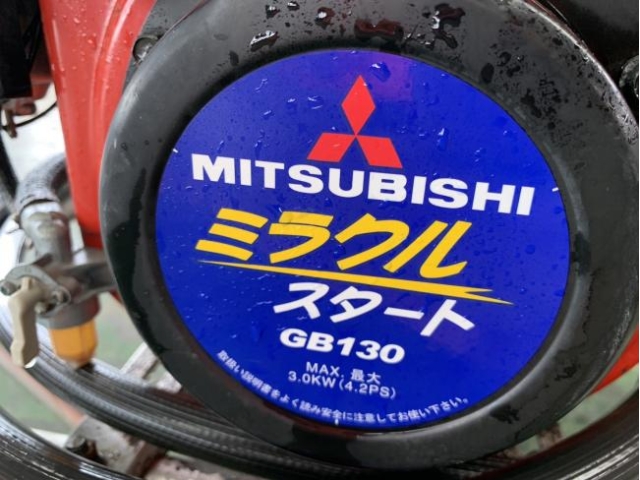 MITSUBISHI
ミラクル
スタート
GB130
MAX. 最大
3.0KW(4.2PS)
取扱い説明書をよく読み安全に注意してお使い下さい。